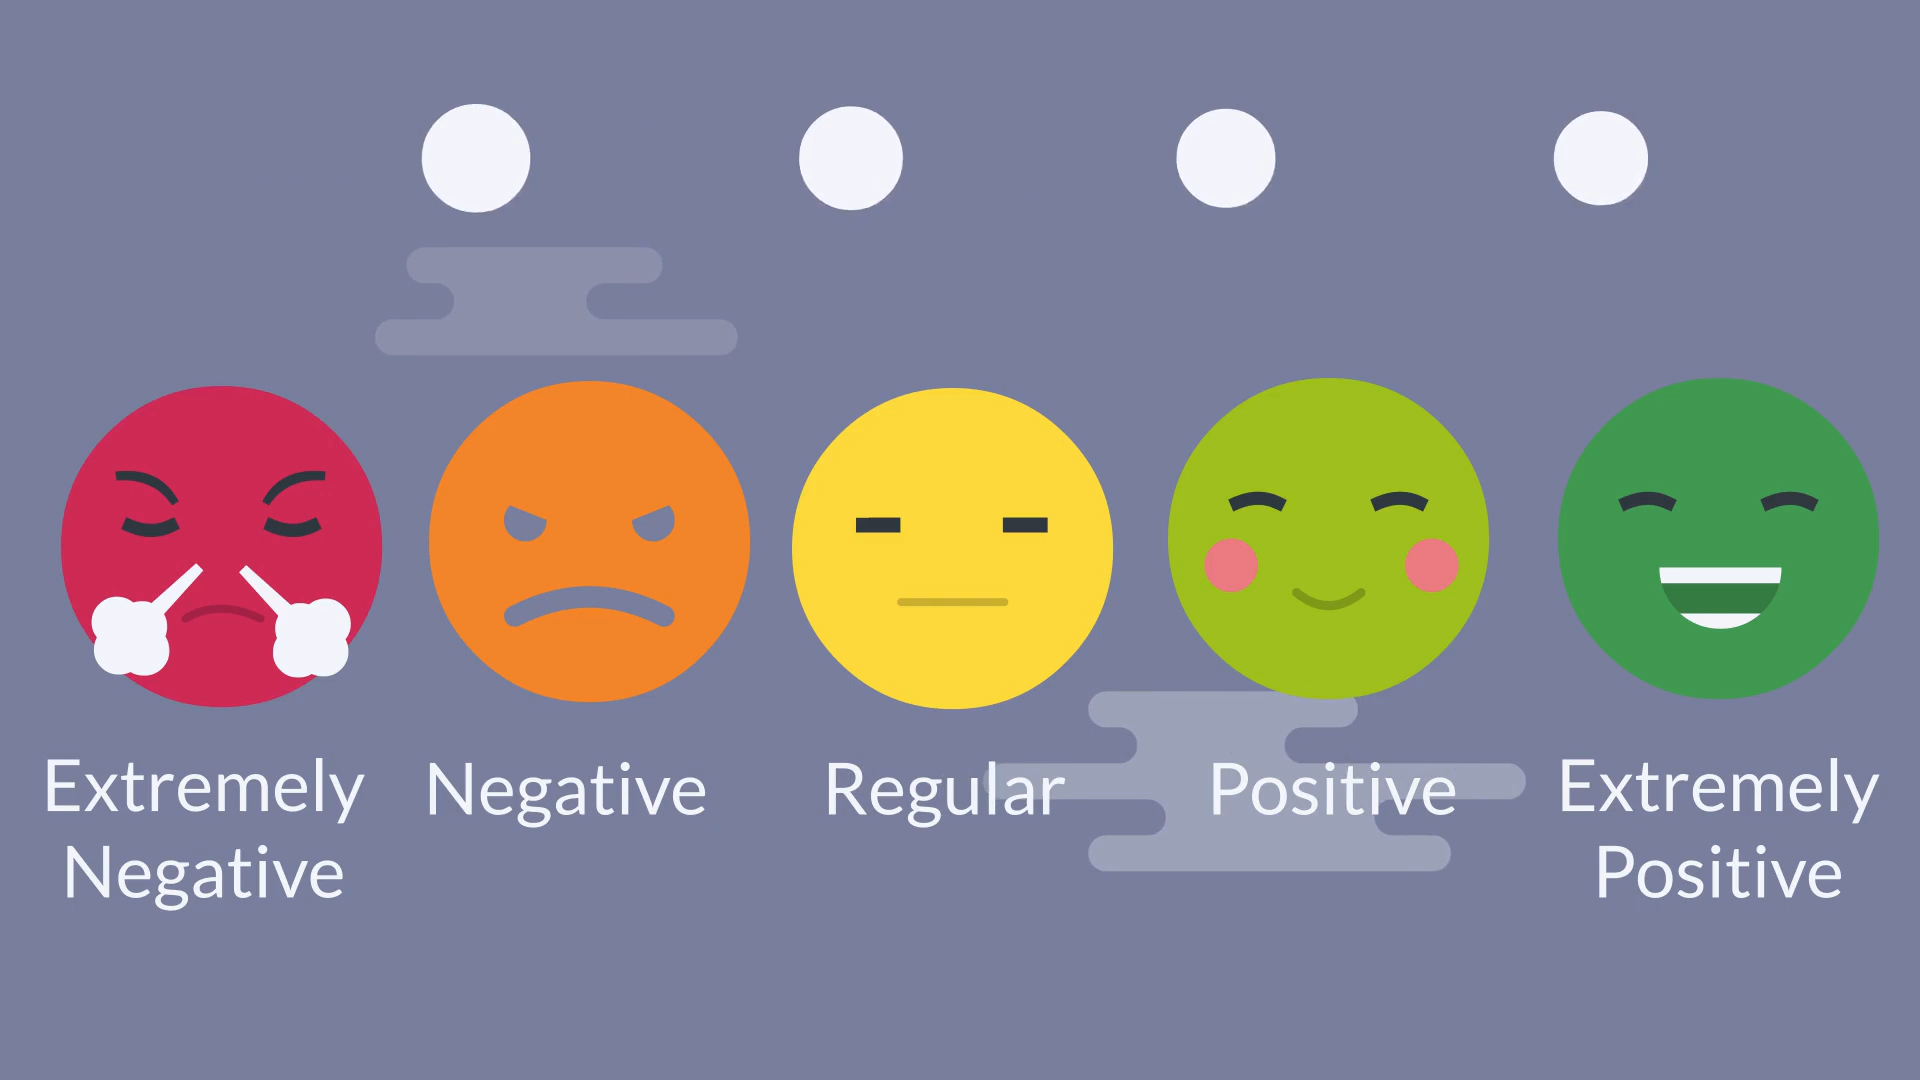 Extremely
Negative
Negative
Regular
Positive
Extremely
Positive